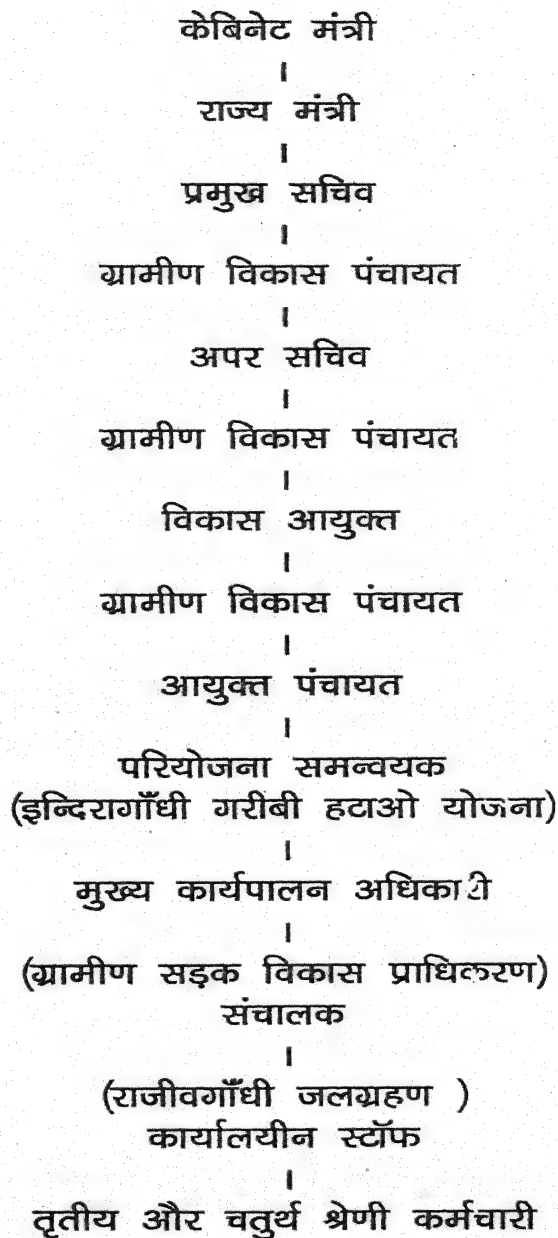 केबिनेट मंत्री
राज्य मंत्री
प्रमुख सचिव
ग्रामीण विकास पंचायत
अपर सचिव
ग्रामीण विकास पंचायत
विकास आयुक्त
ग्रामीण विकास पंचायत
आयुक्त पंचायत
परियोजना समन्वयक
(इन्दिरागाँधी गरीबी हटाओ योजना)
मुख्य कार्यपालन अधिकारी
(ग्रामीण सड़क विकास प्राधिकरण)
संचालक
(राजीवगाँधी जलग्रहण )
कार्यालयीन स्टॉफ
तृतीय और चतुर्थ श्रेणी कर्मचारी